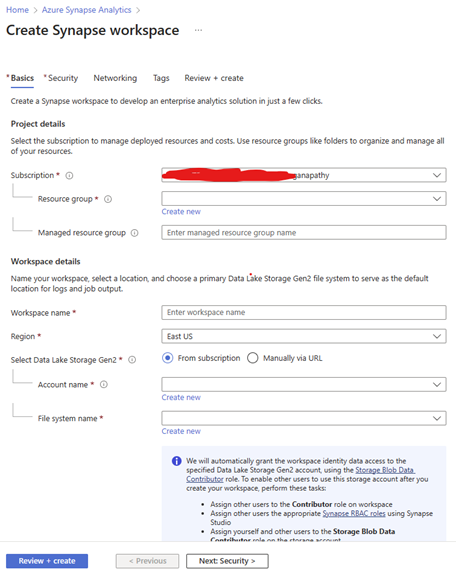 Home > Azure Synapse Analytics >
Create Synapse workspace ...
* Basics * Security Networking Tags Review + create
Create a Synapse workspace to develop an enterprise analytics solution in just a few clicks.
Project details
Select the subscription to manage deployed resources and costs. Use resource groups like folders to organize and manage all
of your resources.
Subscription *
ganapathy
Resource group *
Create new
Managed resource group
Enter managed resource group name
Workspace details
Name your workspace, select a location, and choose a primary Data Lake Storage Gen2 file system to serve as the default
location for logs and job output.
Workspace name *
Enter workspace name
Region *
East US
Select Data Lake Storage Gen2 *
From subscription Manually via URL
Account name *
Create new
File system name *
Create new
We will automatically grant the workspace identity data access to the
specified Data Lake Storage Gen2 account, using the Storage Blob Data
Contributor role. To enable other users to use this storage account after you
create your workspace, perform these tasks:
• Assign other users to the Contributor role on workspace
• Assign other users the appropriate Synapse RBAC roles using Synapse
Studio
• Assign yourself and other users to the Storage Blob Data
Contributor role on the storage account
Review + create
< Previous
Next: Security >